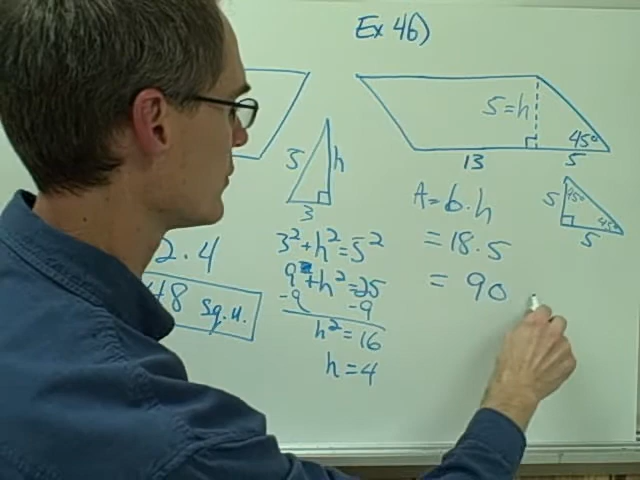 Ex 46)
5=h
45°
13
5
5
h
3
5
45°
45°
5
A = b.h
= 18.5
= 90
3²+h²=5²
9+h²=25
-9 -9
h²=16
h=4
2.4
48 sq.u.